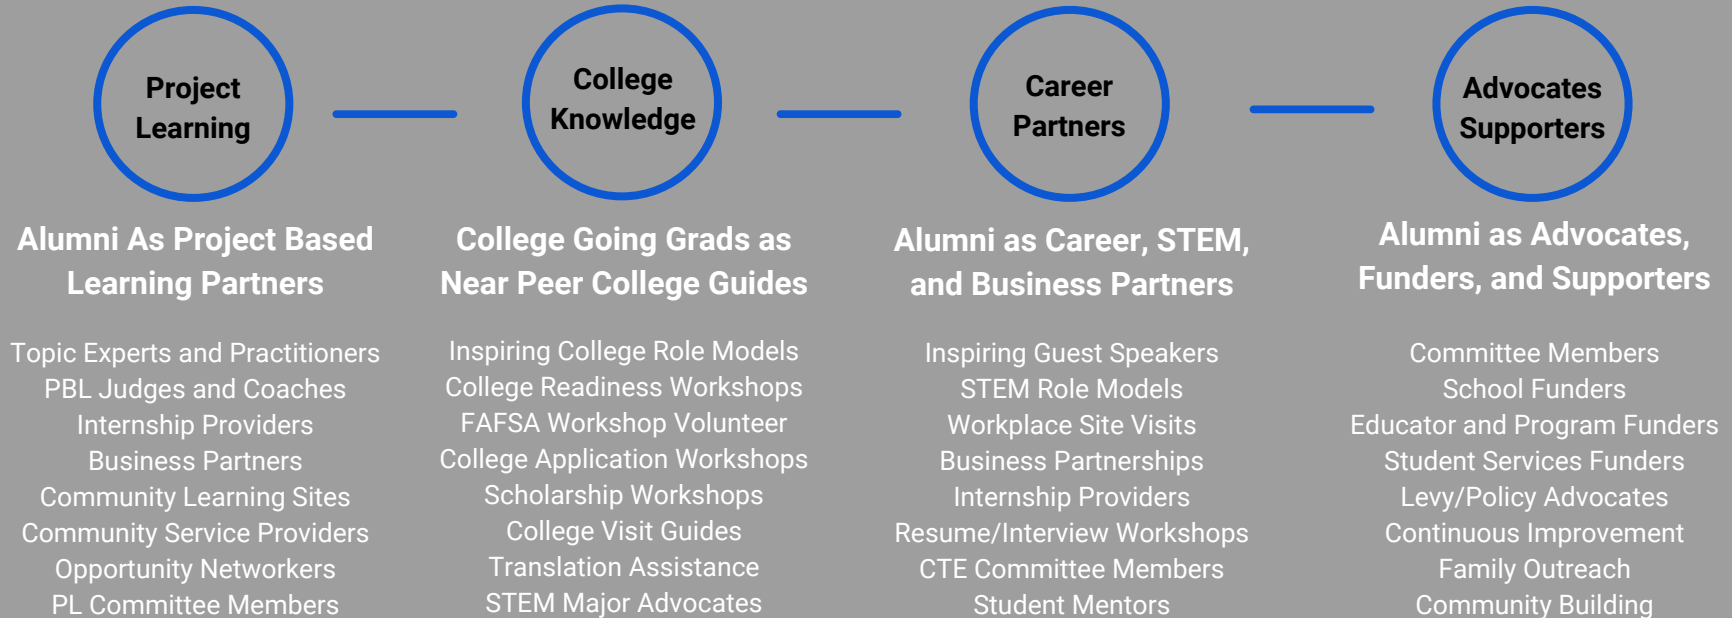 Project
Learning
College
Knowledge
Career
Partners
Advocates
Supporters
Alumni As Project Based
Learning Partners
Topic Experts and Practitioners
PBL Judges and Coaches
Internship Providers
Business Partners
Community Learning Sites
Community Service Providers
Opportunity Networkers
PL Committee Members
College Going Grads as
Near Peer College Guides
Inspiring College Role Models
College Readiness Workshops
FAFSA Workshop Volunteer
College Application Workshops
Scholarship Workshops
College Visit Guides
Translation Assistance
STEM Major Advocates
Alumni as Career, STEM,
and Business Partners
Inspiring Guest Speakers
STEM Role Models
Workplace Site Visits
Business Partnerships
Internship Providers
Resume/Interview Workshops
CTE Committee Members
Student Mentors
Alumni as Advocates,
Funders, and Supporters
Committee Members
School Funders
Educator and Program Funders
Student Services Funders
Levy/Policy Advocates
Continuous Improvement
Family Outreach
Community Building